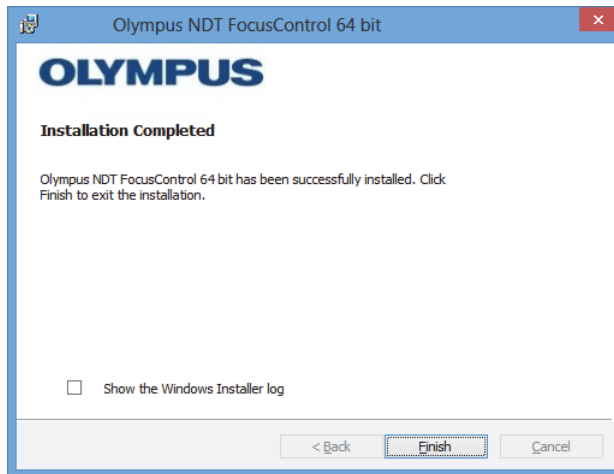 Olympus NDT FocusControl 64 bit
OLYMPUS
Installation Completed
Olympus NDT FocusControl 64 bit has been successfully installed. Click
Finish to exit the installation.
Show the Windows Installer log
< Back Finish Cancel